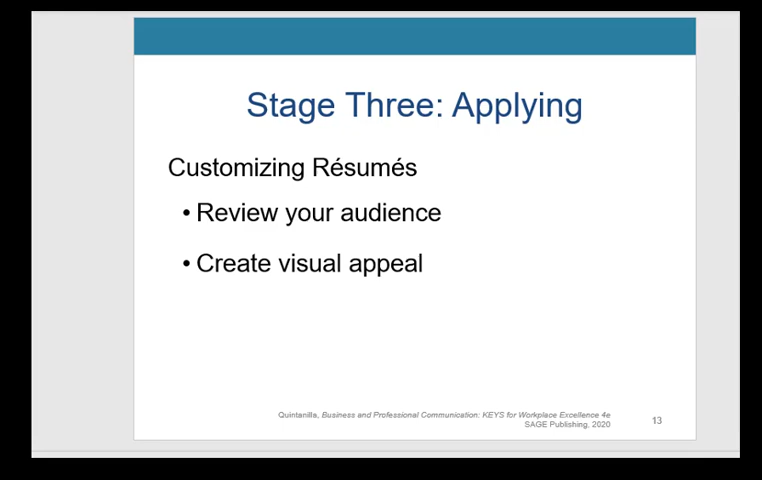 Stage Three: Applying
Customizing Résumés
• Review your audience
• Create visual appeal
Quintanilla, Business and Professional Communication: KEYS for Workplace Excellence 4e
SAGE Publishing, 2020
13